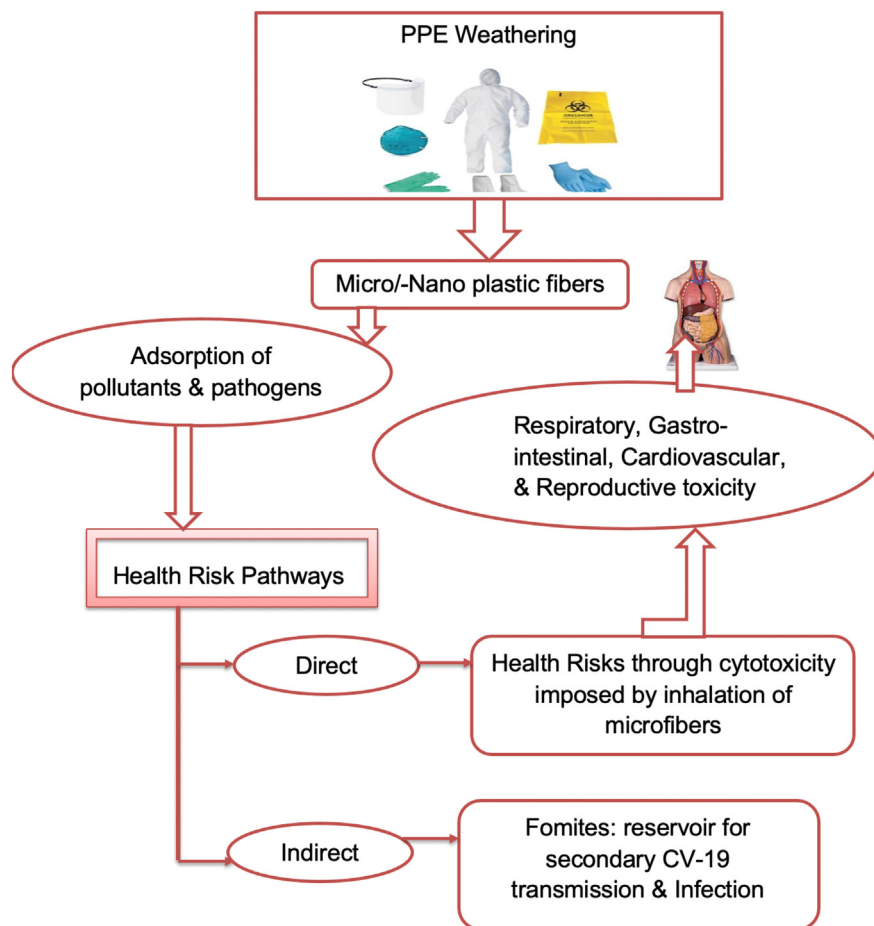 PPE Weathering
Micro/-Nano plastic fibers
Adsorption of
pollutants & pathogens
Respiratory, Gastro-
intestinal, Cardiovascular,
& Reproductive toxicity
Health Risk Pathways
Direct
Health Risks through cytotoxicity
imposed by inhalation of
microfibers
Indirect
Fomites: reservoir for
secondary CV-19
transmission & Infection